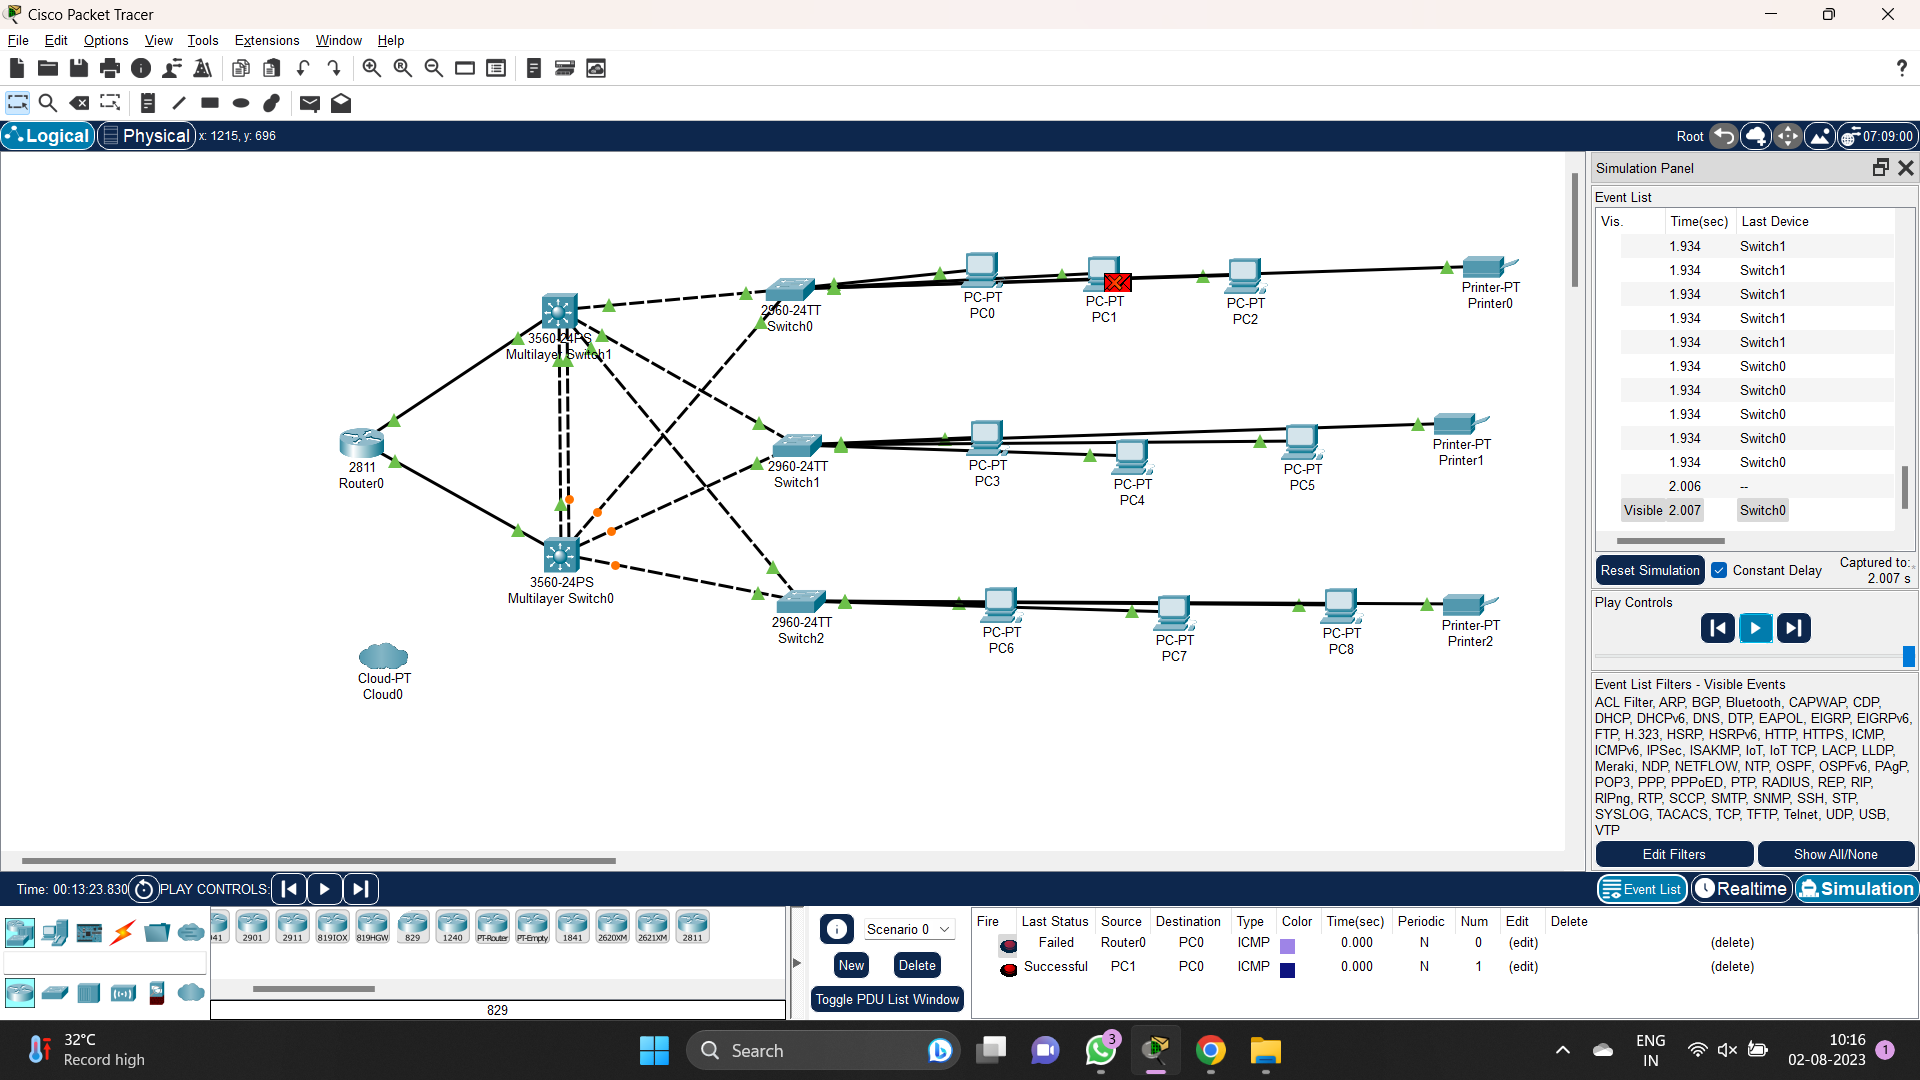 Cisco Packet Tracer
File Edit Options View Tools Extensions Window Help
Logical Physical x: 1215, y: 696
Root 07:09:00
Simulation Panel
Event List
Vis. Time(sec) Last Device
1.934 Switch1
1.934 Switch1
1.934 Switch1
1.934 Switch1
1.934 Switch1
1.934 Switch0
1.934 Switch0
1.934 Switch0
1.934 Switch0
1.934 Switch0
2.006 --
Visible 2.007 Switch0
Reset Simulation Constant Delay Captured to:
2.007 s
Play Controls
Event List Filters - Visible Events
ACL Filter, ARP, BGP, Bluetooth, CAPWAP, CDP,
DHCP, DHCPv6, DNS, DTP, EAPOL, EIGRP, EIGRPv6,
FTP, H.323, HSRP, HSRPv6, HTTP, HTTPS, ICMP,
ICMPv6, IPSec, ISAKMP, IoT, IoT TCP, LACP, LLDP,
Meraki, NDP, NETFLOW, NTP, OSPF, OSPFv6, PAgP,
POP3, PPP, PPPoED, PTP, RADIUS, REP, RIP,
RIPng, RTP, SCCP, SMTP, SNMP, SSH, STP,
SYSLOG, TACACS, TCP, TFTP, Telnet, UDP, USB,
VTP
Edit Filters Show All/None
Event List Realtime Simulation
3560-24PS
Multilayer Switch1
2960-24TT
Switch0
PC-PT
PC0
PC-PT
PC1
PC-PT
PC2
Printer-PT
Printer0
2811
Router0
2960-24TT
Switch1
PC-PT
PC3
PC-PT
PC4
PC-PT
PC5
Printer-PT
Printer1
3560-24PS
Multilayer Switch0
2960-24TT
Switch2
PC-PT
PC6
PC-PT
PC7
PC-PT
PC8
Printer-PT
Printer2
Cloud-PT
Cloud0
Time: 00:13:23.830 PLAY CONTROLS:
941 2901 2911 819IOX 819HGW 829 1240 PT-Router PT-Empty 1841 2620XM 2621XM 2811
829
Scenario 0
New Delete
Toggle PDU List Window
Fire Last Status Source Destination Type Color Time(sec) Periodic Num Edit Delete
Failed Router0 PC0 ICMP 0.000 N 0 (edit) (delete)
Successful PC1 PC0 ICMP 0.000 N 1 (edit) (delete)
32°C
Record high
Search
3
ENG
IN
10:16
02-08-2023
1